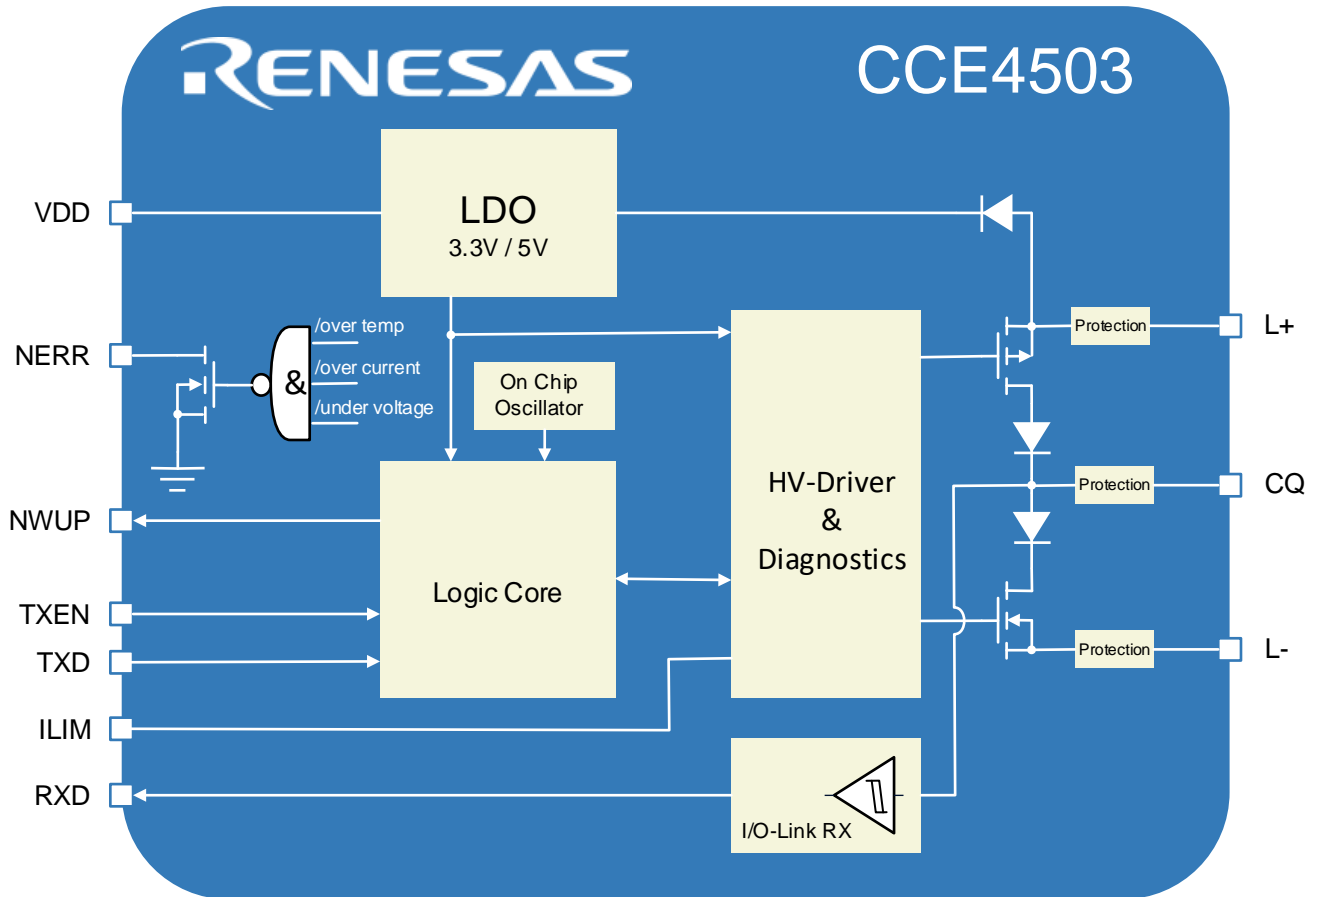 RENESAS
CCE4503
LDO
3.3V / 5V
VDD
/over temp
NERR
/over current
&
/under voltage
On Chip
Oscillator
Protection
L+
HV-Driver
&
Diagnostics
Protection
CQ
NWUP
Logic Core
TXEN
TXD
Protection
L-
ILIM
RXD
I/O-Link RX